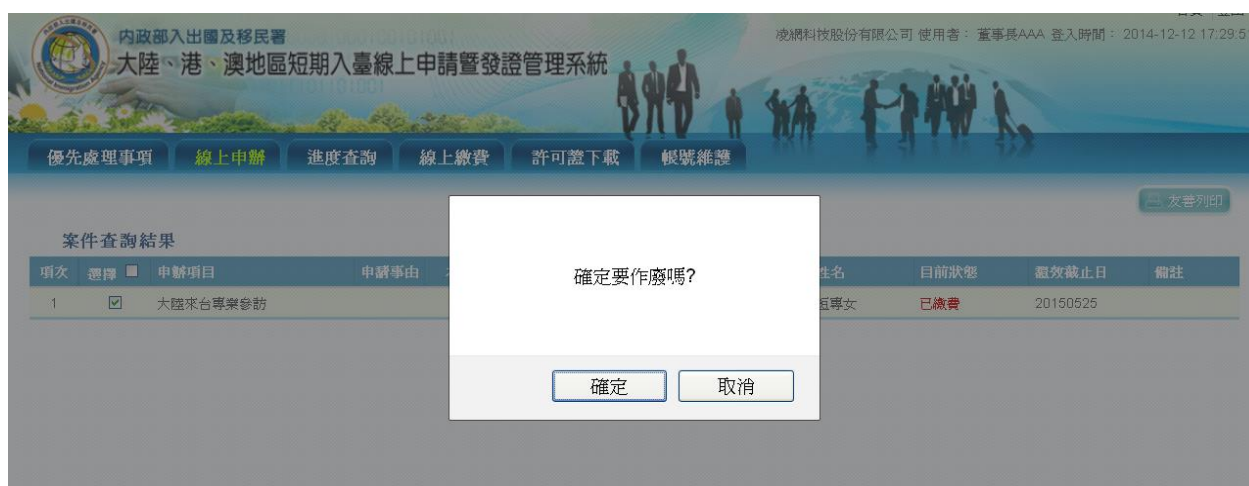 內政部入出國及移民署
大陸、港、澳地區短期入臺線上申請暨發證管理系統
凌網科技股份有限公司 使用者： 董事長AAA 登入時間： 2014-12-12 17:29:5
優先處理事項 線上申辦 進度查詢 線上繳費 許可證下載 帳號維護
友善列印
案件查詢結果
項次 選擇 申辦項目 申請事由 姓名 目前狀態 繳效截止日 備註
1 大陸來台專業參訪 專女 已繳費 20150525
確定要作廢嗎?
確定 取消